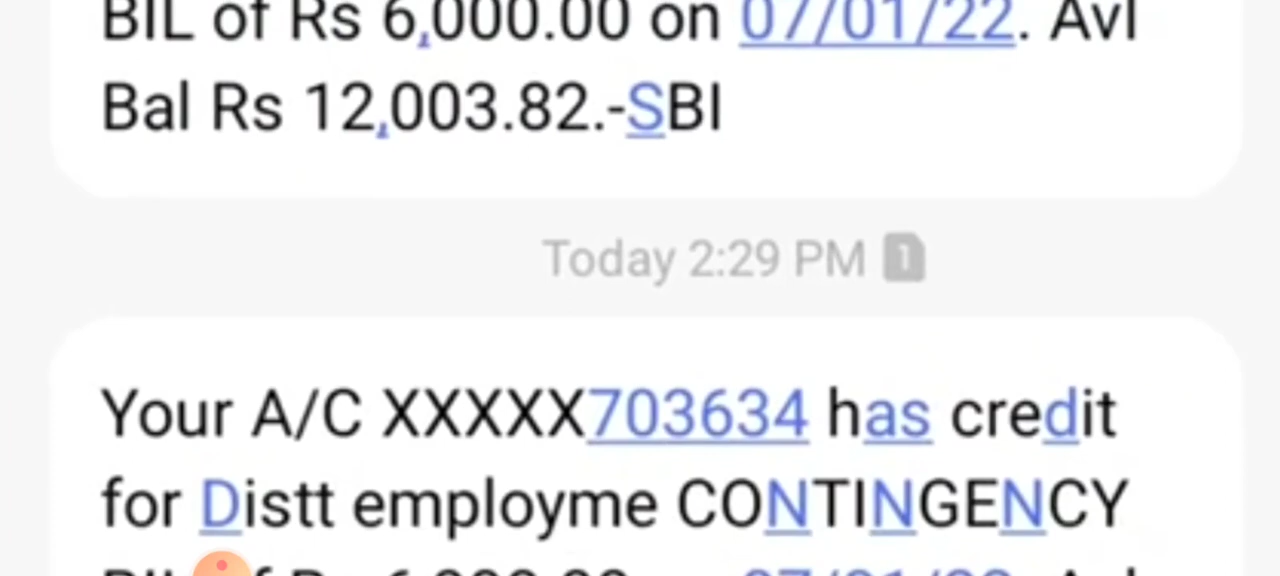 BIL of Rs 6,000.00 on 07/01/22. Avl
Bal Rs 12,003.82.-SBI
Today 2:29 PM 1
Your A/C XXXXX703634 has credit
for Distt employme CONTINGENCY